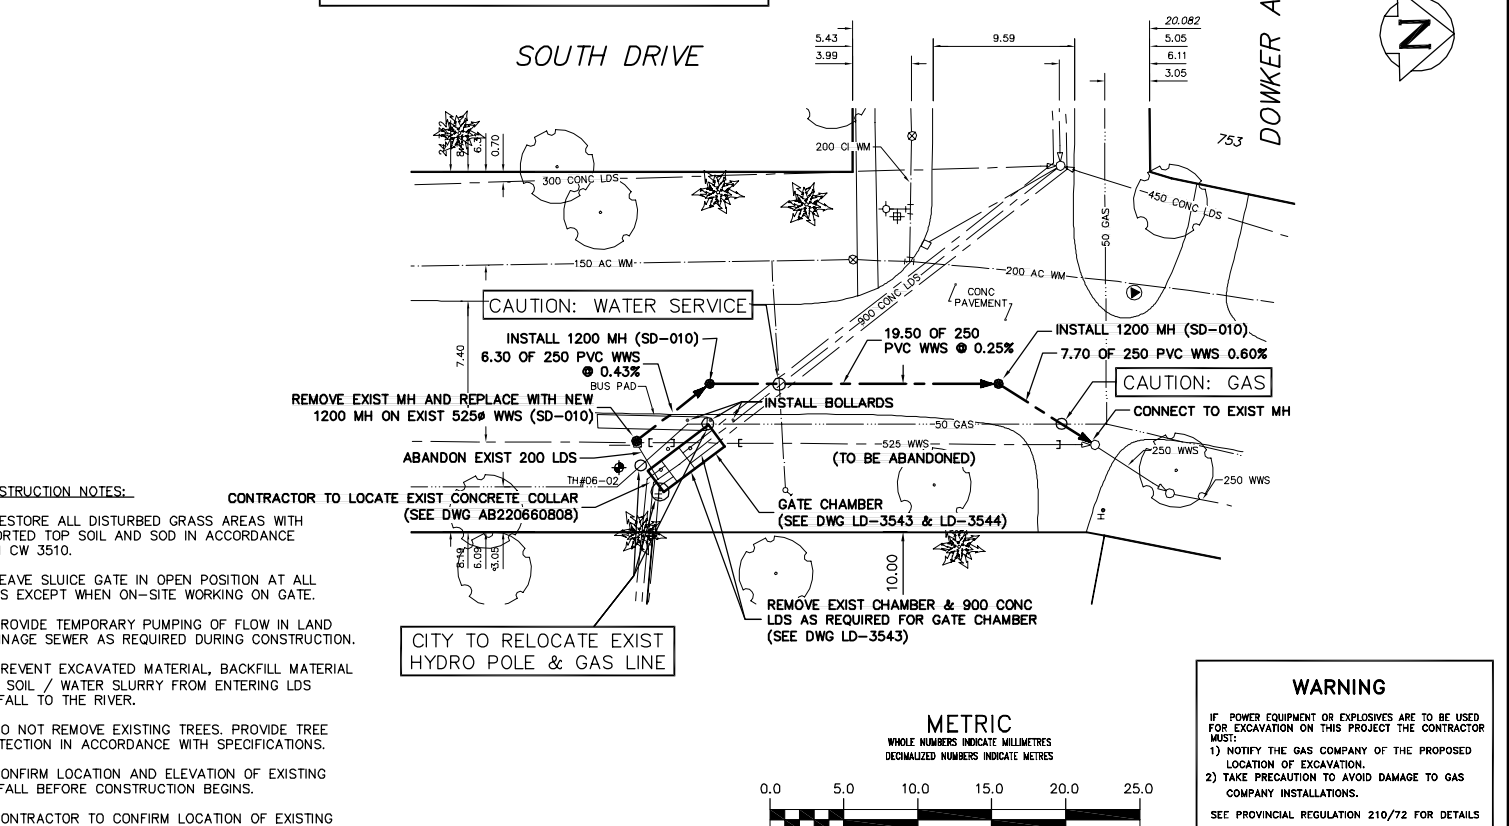 SOUTH DRIVE
5.43
3.99
9.59
20.082
5.05
6.11
3.05
N
753
0.70
300 CONC LDS
200 CI WM
450 CONC LDS
50 GAS
150 AC WM
200 AC WM
900 CONC LDS
CONC
PAVEMENT
7.40
CAUTION: WATER SERVICE
INSTALL 1200 MH (SD-010)
6.30 OF 250 PVC WWS
@ 0.43%
BUS PAD
19.50 OF 250
PVC WWS @ 0.25%
INSTALL 1200 MH (SD-010)
7.70 OF 250 PVC WWS 0.60%
CAUTION: GAS
CONNECT TO EXIST MH
REMOVE EXIST MH AND REPLACE WITH NEW
1200 MH ON EXIST 525ø WWS (SD-010)
INSTALL BOLLARDS
50 GAS
525 WWS
(TO BE ABANDONED)
250 WWS
250 WWS
ABANDON EXIST 200 LDS
TH#06-02
CONTRACTOR TO LOCATE EXIST CONCRETE COLLAR
(SEE DWG AB220660808)
GATE CHAMBER
(SEE DWG LD-3543 & LD-3544)
8.19
6.09
3.05
10.00
REMOVE EXIST CHAMBER & 900 CONC
LDS AS REQUIRED FOR GATE CHAMBER
(SEE DWG LD-3543)
CITY TO RELOCATE EXIST
HYDRO POLE & GAS LINE
DOWKER A
STRUCTION NOTES:
ESTORE ALL DISTURBED GRASS AREAS WITH
ORTED TOP SOIL AND SOD IN ACCORDANCE
CW 3510.
EAVE SLUICE GATE IN OPEN POSITION AT ALL
S EXCEPT WHEN ON-SITE WORKING ON GATE.
ROVIDE TEMPORARY PUMPING OF FLOW IN LAND
INAGE SEWER AS REQUIRED DURING CONSTRUCTION.
REVENT EXCAVATED MATERIAL, BACKFILL MATERIAL
SOIL / WATER SLURRY FROM ENTERING LDS
FALL TO THE RIVER.
O NOT REMOVE EXISTING TREES. PROVIDE TREE
TECTION IN ACCORDANCE WITH SPECIFICATIONS.
ONFIRM LOCATION AND ELEVATION OF EXISTING
FALL BEFORE CONSTRUCTION BEGINS.
ONTRACTOR TO CONFIRM LOCATION OF EXISTING
METRIC
WHOLE NUMBERS INDICATE MILLIMETRES
DECIMALIZED NUMBERS INDICATE METRES
0.0 5.0 10.0 15.0 20.0 25.0
WARNING
IF POWER EQUIPMENT OR EXPLOSIVES ARE TO BE USED
FOR EXCAVATION ON THIS PROJECT THE CONTRACTOR
MUST:
1) NOTIFY THE GAS COMPANY OF THE PROPOSED
LOCATION OF EXCAVATION.
2) TAKE PRECAUTION TO AVOID DAMAGE TO GAS
COMPANY INSTALLATIONS.
SEE PROVINCIAL REGULATION 210/72 FOR DETAILS